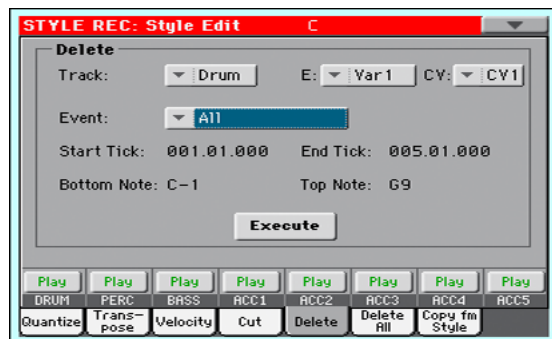 STYLE REC: Style Edit C
Delete
Track: Drum E: Var1 CV: CV1
Event: All
Start Tick: 001.01.000 End Tick: 005.01.000
Bottom Note: C-1 Top Note: G9
Execute
Play Play Play Play Play Play Play Play
DRUM PERC BASS ACC1 ACC2 ACC3 ACC4 ACC5
Quantize Trans- Velocity Cut Delete Delete Copy fm
pose All Style